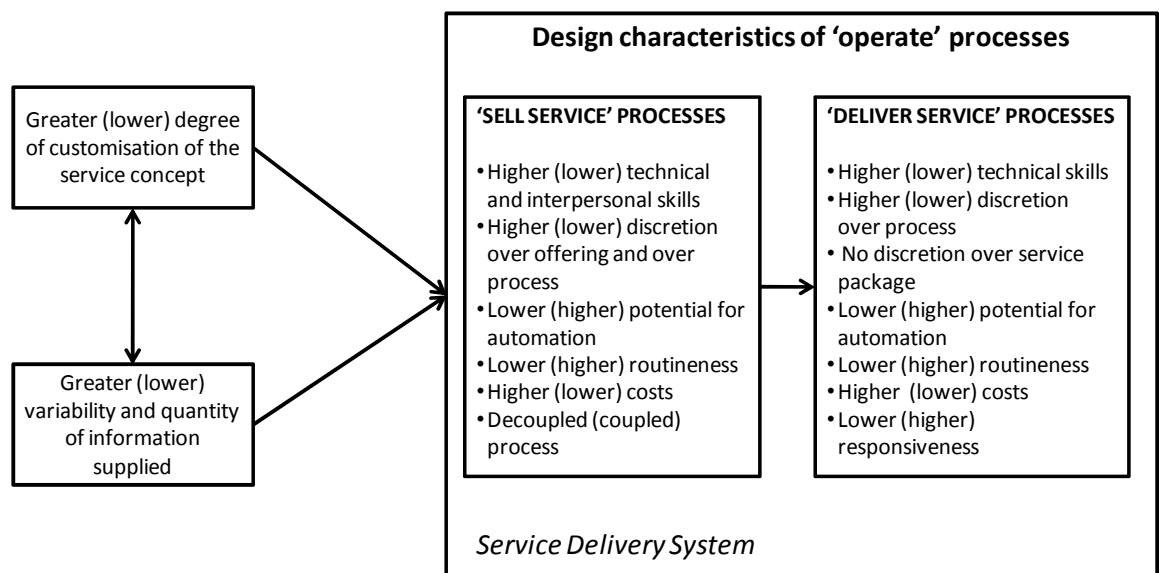 Design characteristics of ‘operate’ processes
Greater (lower) degree
of customisation of the
service concept
Greater (lower)
variability and quantity
of information
supplied
‘SELL SERVICE’ PROCESSES
• Higher (lower) technical
and interpersonal skills
• Higher (lower) discretion
over offering and over
process
• Lower (higher) potential for
automation
• Lower (higher) routineness
• Higher (lower) costs
• Decoupled (coupled)
process
‘DELIVER SERVICE’ PROCESSES
• Higher (lower) technical skills
• Higher (lower) discretion
over process
• No discretion over service
package
• Lower (higher) potential for
automation
• Lower (higher) routineness
• Higher (lower) costs
• Lower (higher)
responsiveness
Service Delivery System